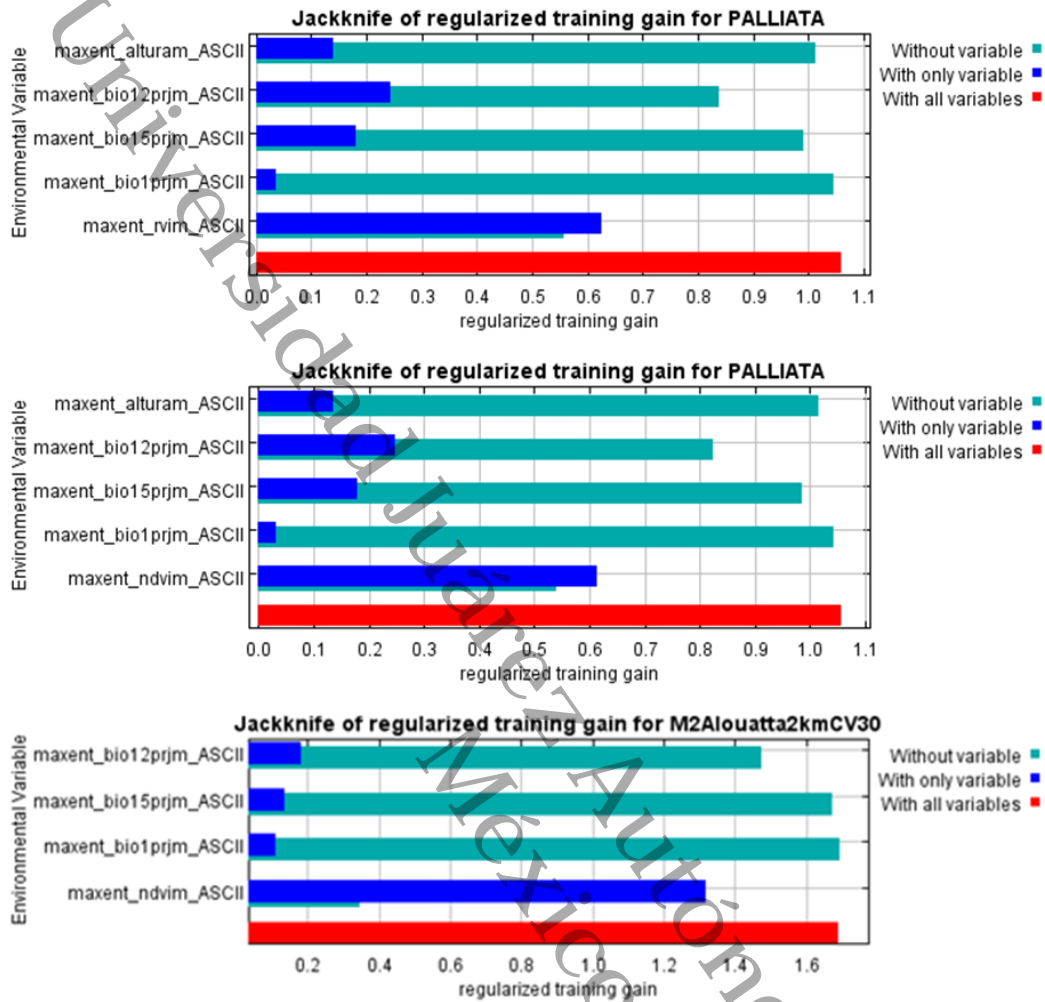 Jackknife of regularized training gain for PALLIATA
Environmental Variable
maxent_alturam_ASCII
maxent_bio12prjm_ASCII
maxent_bio15prjm_ASCII
maxent_bio1prjm_ASCII
maxent_rvim_ASCII
Without variable
With only variable
With all variables
0.0 0.1 0.2 0.3 0.4 0.5 0.6 0.7 0.8 0.9 1.0 1.1
regularized training gain
Jackknife of regularized training gain for PALLIATA
Environmental Variable
maxent_alturam_ASCII
maxent_bio12prjm_ASCII
maxent_bio15prjm_ASCII
maxent_bio1prjm_ASCII
maxent_ndvim_ASCII
Without variable
With only variable
With all variables
0.0 0.1 0.2 0.3 0.4 0.5 0.6 0.7 0.8 0.9 1.0 1.1
regularized training gain
Jackknife of regularized training gain for M2Alouatta2kmCV30
Environmental Variable
maxent_bio12prjm_ASCII
maxent_bio15prjm_ASCII
maxent_bio1prjm_ASCII
maxent_ndvim_ASCII
Without variable
With only variable
With all variables
0.2 0.4 0.6 0.8 1.0 1.2 1.4 1.6
regularized training gain
Universidad Juárez
México